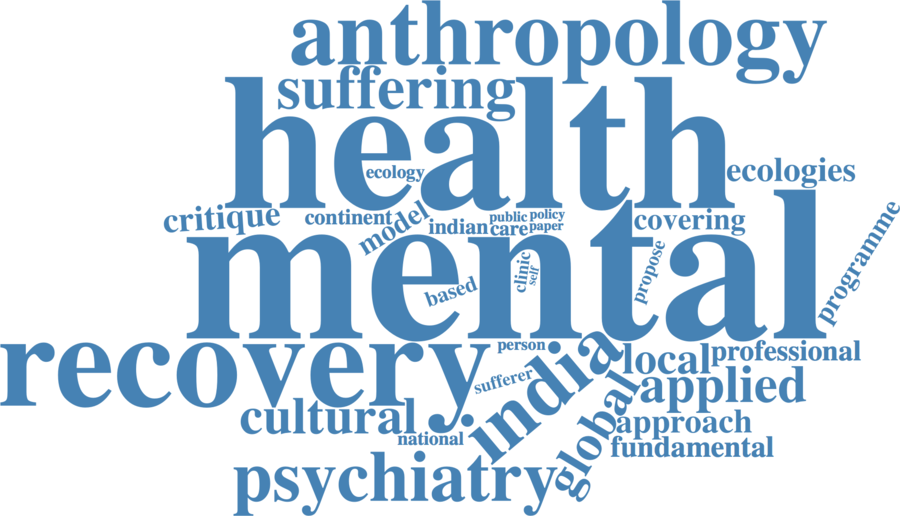 anthropology
suffering
health
ecology
ecologies
critique
continent
model
indian
public
policy
care
paper
covering
mental
based
clinic
self
propose
programme
recovery
person
sufferer
india
local
professional
applied
cultural
national
global
approach
fundamental
psychiatry